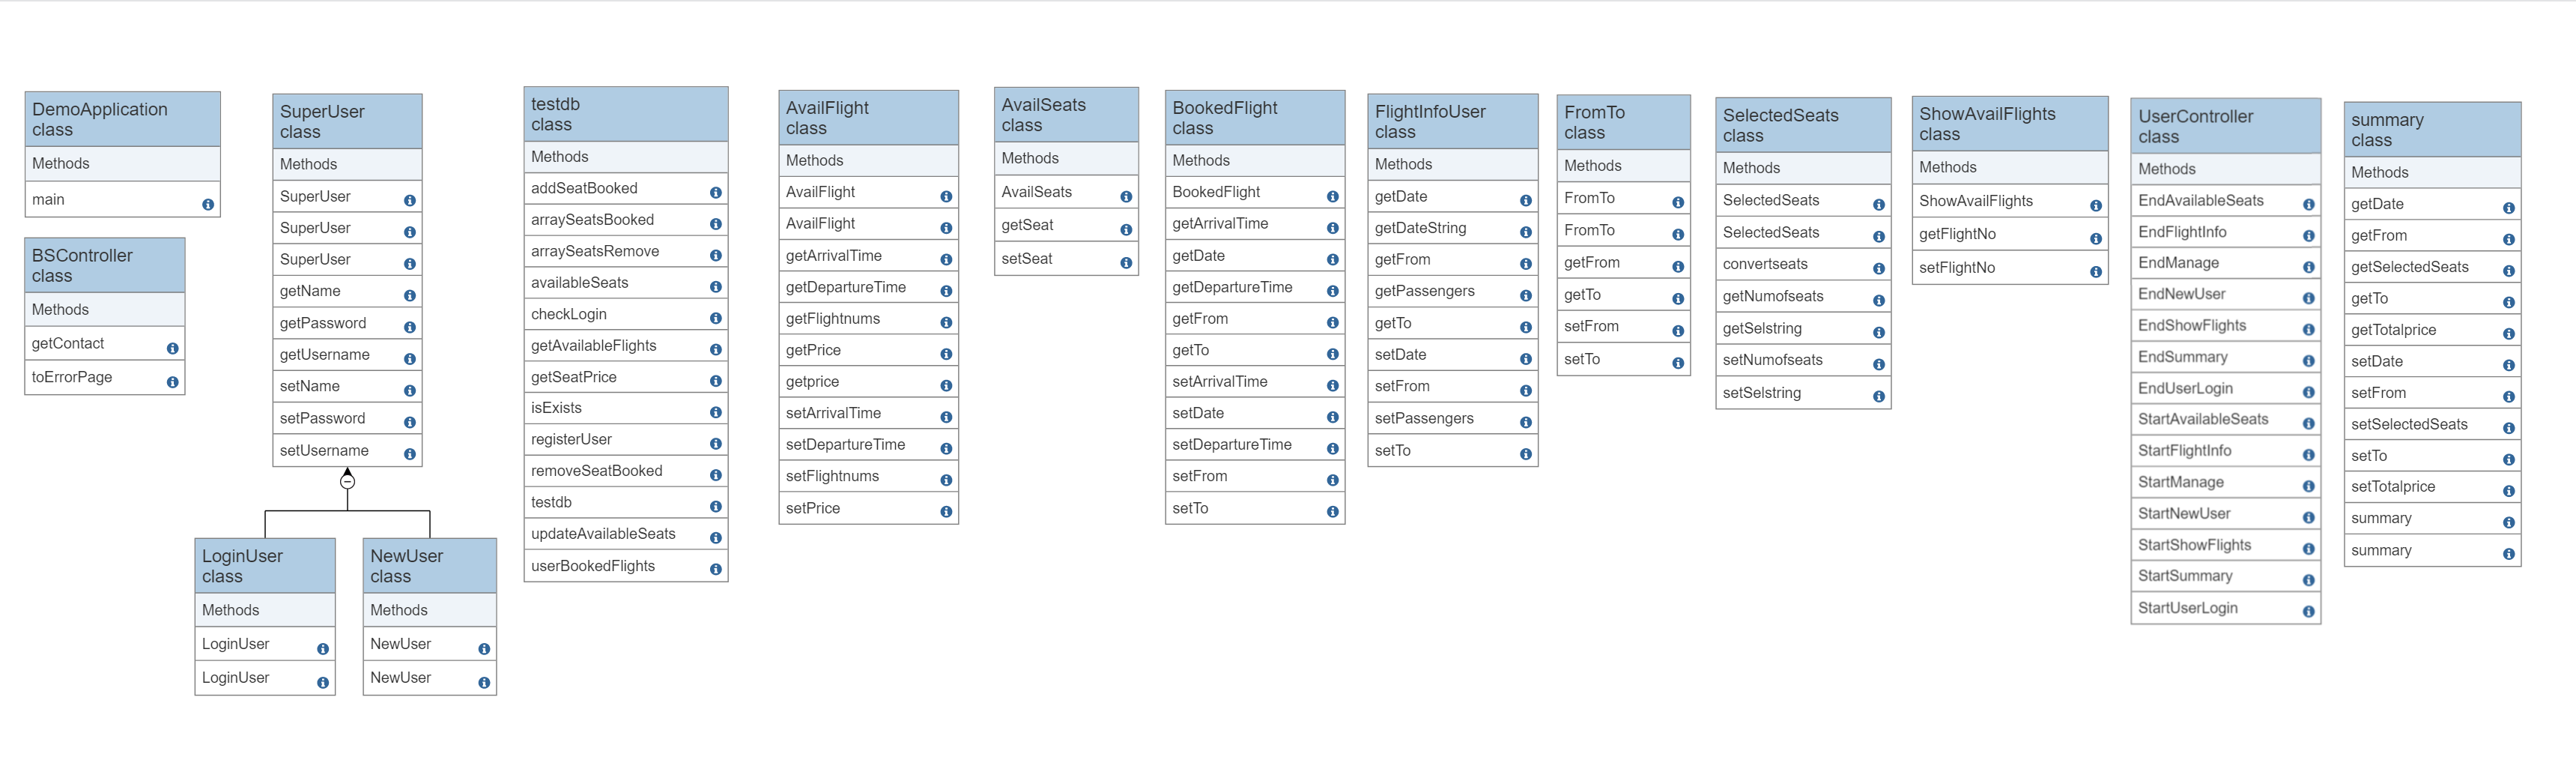 DemoApplication
class
Methods
main
BSController
class
Methods
getContact
toErrorPage
SuperUser
class
Methods
SuperUser
SuperUser
SuperUser
getName
getPassword
getUsername
setName
setPassword
setUsername
LoginUser
class
Methods
LoginUser
LoginUser
NewUser
class
Methods
NewUser
NewUser
testdb
class
Methods
addSeatBooked
arraySeatsBooked
arraySeatsRemove
availableSeats
checkLogin
getAvailableFlights
getSeatPrice
isExists
registerUser
removeSeatBooked
testdb
updateAvailableSeats
userBookedFlights
AvailFlight
class
Methods
AvailFlight
AvailFlight
getArrivalTime
getDepartureTime
getFlightnums
getPrice
getprice
setArrivalTime
setDepartureTime
setFlightnums
setPrice
AvailSeats
class
Methods
AvailSeats
getSeat
setSeat
BookedFlight
class
Methods
BookedFlight
getArrivalTime
getDate
getDepartureTime
getFrom
getTo
setArrivalTime
setDate
setDepartureTime
setFrom
setTo
FlightInfoUser
class
Methods
getDate
getDateString
getFrom
getPassengers
getTo
setDate
setFrom
setPassengers
setTo
FromTo
class
Methods
FromTo
FromTo
getFrom
getTo
setFrom
setTo
SelectedSeats
class
Methods
SelectedSeats
SelectedSeats
convertseats
getNumofseats
getSelstring
setNumofseats
setSelstring
ShowAvailFlights
class
Methods
ShowAvailFlights
getFlightNo
setFlightNo
UserController
class
Methods
EndAvailableSeats
EndFlightInfo
EndManage
EndNewUser
EndShowFlights
EndSummary
EndUserLogin
StartAvailableSeats
StartFlightInfo
StartManage
StartNewUser
StartShowFlights
StartSummary
StartUserLogin
summary
class
Methods
getDate
getFrom
getSelectedSeats
getTo
getTotalprice
setDate
setFrom
setSelectedSeats
setTo
setTotalprice
summary
summary